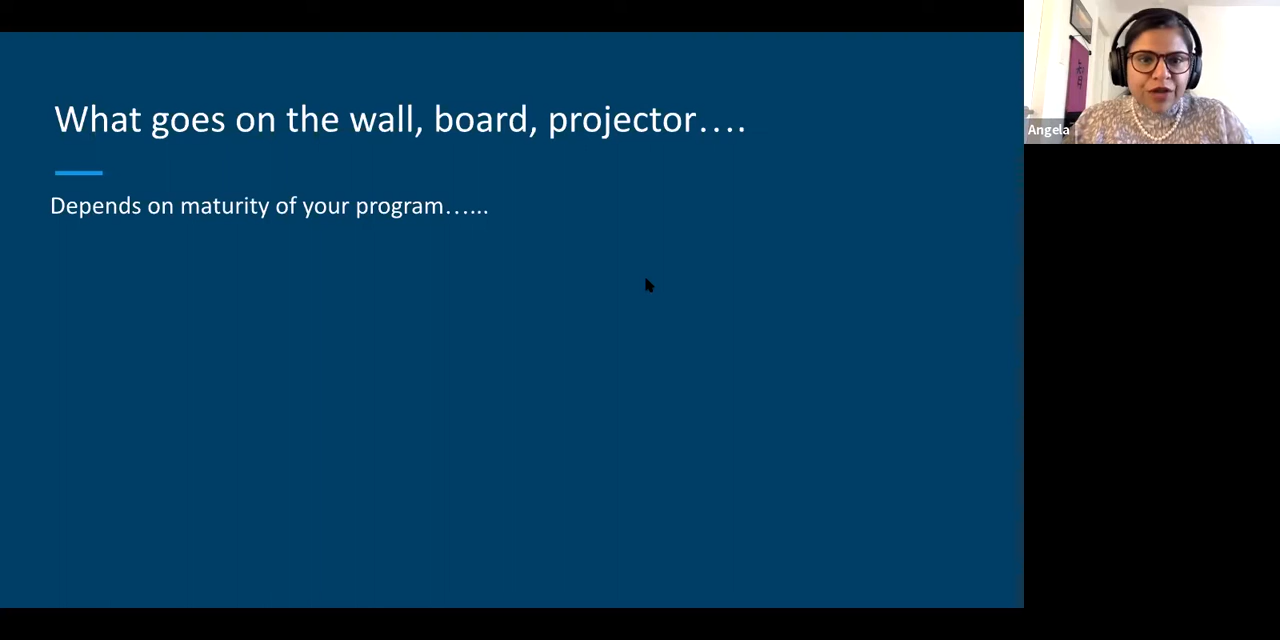 What goes on the wall, board, projector….
Depends on maturity of your program…...
Angela